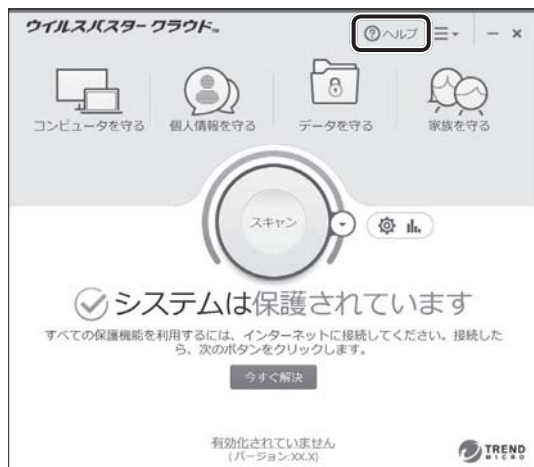 ウイルスバスター クラウド™
? ヘルプ
コンピュータを守る
個人情報を守る
データを守る
家族を守る
スキャン
システムは保護されています
すべての保護機能を利用するには、インターネットに接続してください。接続した
ら、次のボタンをクリックします。
今すぐ解決
有効化されていません
(バージョン:XX.X)
TREND
MICRO